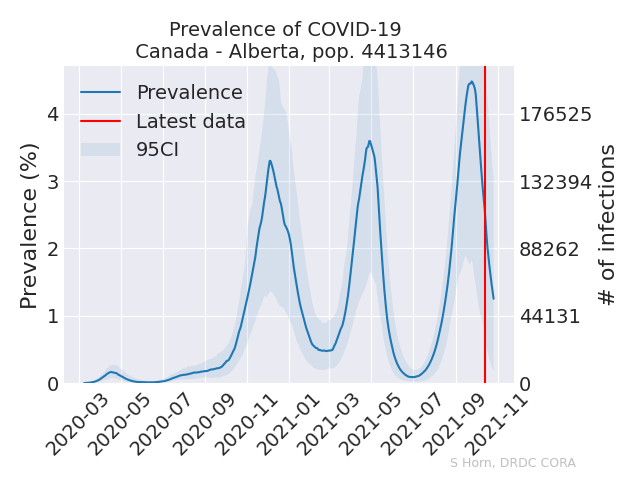 Prevalence of COVID-19
Canada - Alberta, pop. 4413146
Prevalence
Latest data
95CI
Prevalence (%)
4
3
2
1
0
176525
132394
88262
44131
0
# of infections
2020-03
2020-05
2020-07
2020-09
2020-11
2021-01
2021-03
2021-05
2021-07
2021-09
2021-11
S Horn, DRDC CORA